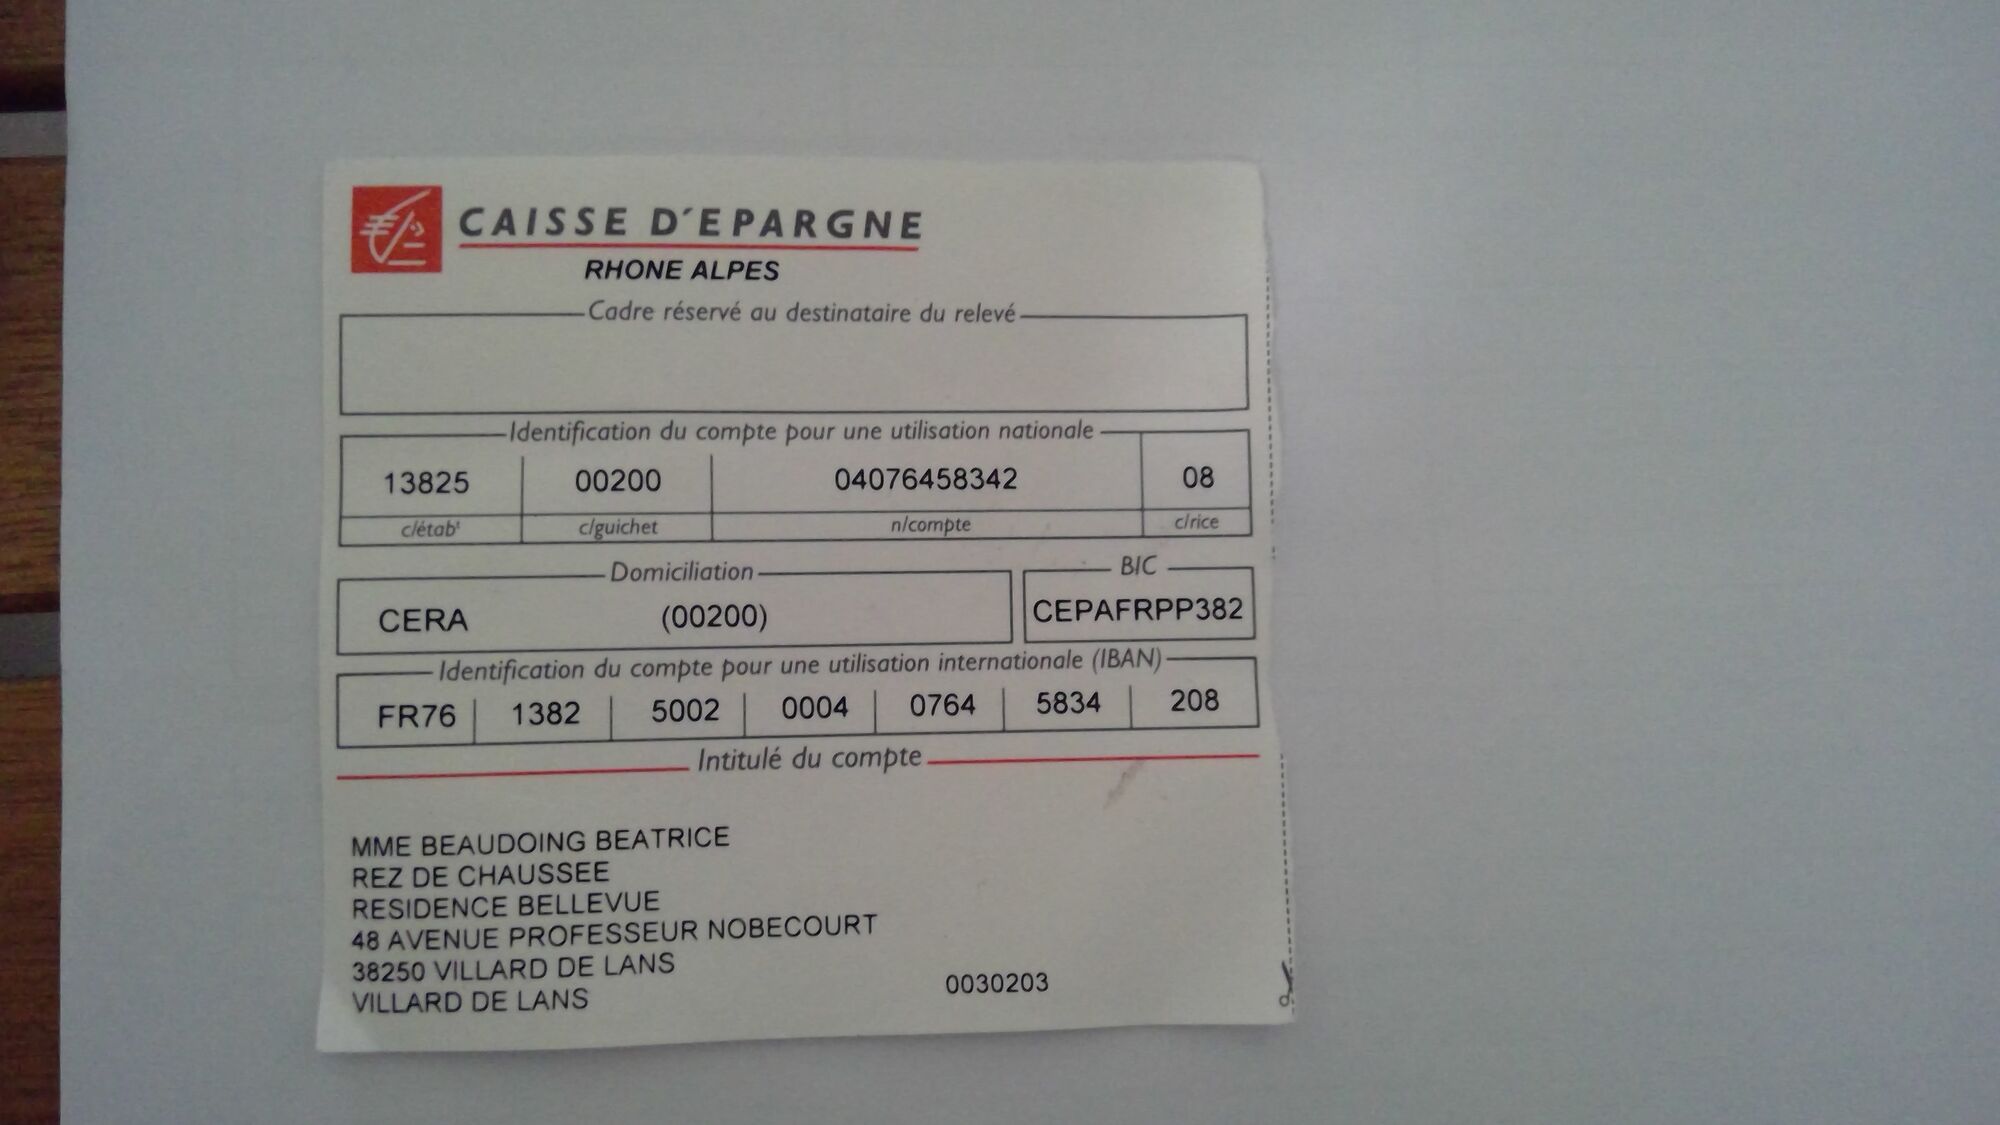 CAISSE D'EPARGNE
RHONE ALPES
Cadre réservé au destinataire du relevé
Identification du compte pour une utilisation nationale
13825 00200 04076458342 08
c/étabᵗ c/guichet n/compte c/rice
Domiciliation BIC
CERA (00200) CEPAFRPP382
Identification du compte pour une utilisation internationale (IBAN)
FR76 1382 5002 0004 0764 5834 208
Intitulé du compte
MME BEAUDOING BEATRICE
REZ DE CHAUSSEE
RESIDENCE BELLEVUE
48 AVENUE PROFESSEUR NOBECOURT
38250 VILLARD DE LANS
VILLARD DE LANS 0030203